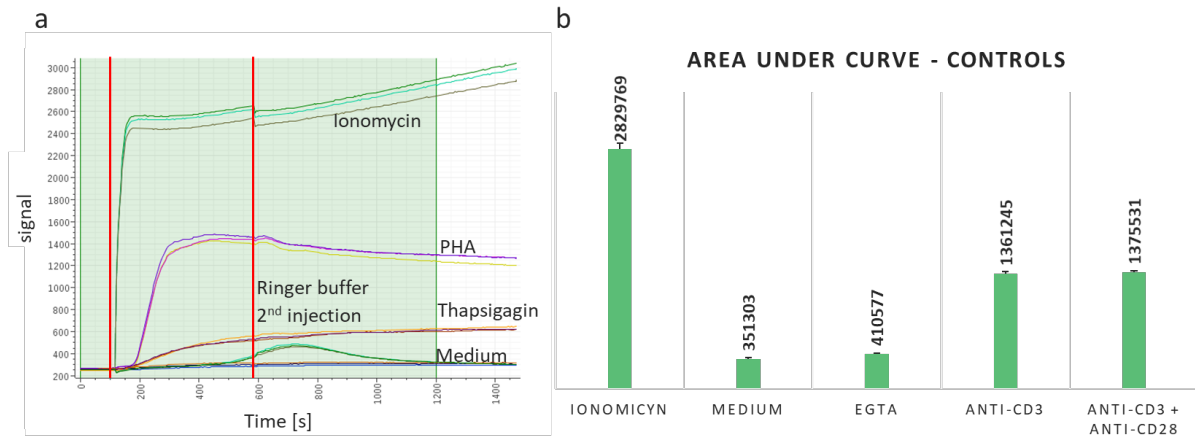 a
b
AREA UNDER CURVE - CONTROLS
3000
2800
2600
2400
2200
2000
1800
1600
1400
1200
1000
800
600
400
200
signal
Ionomycin
PHA
Ringer buffer
2nd injection
Thapsigagin
Medium
0
200
400
600
800
1000
1200
1400
Time [s]
2829769
351303
410577
1361245
1375531
IONOMICYN
MEDIUM
EGTA
ANTI-CD3
ANTI-CD3 +
ANTI-CD28